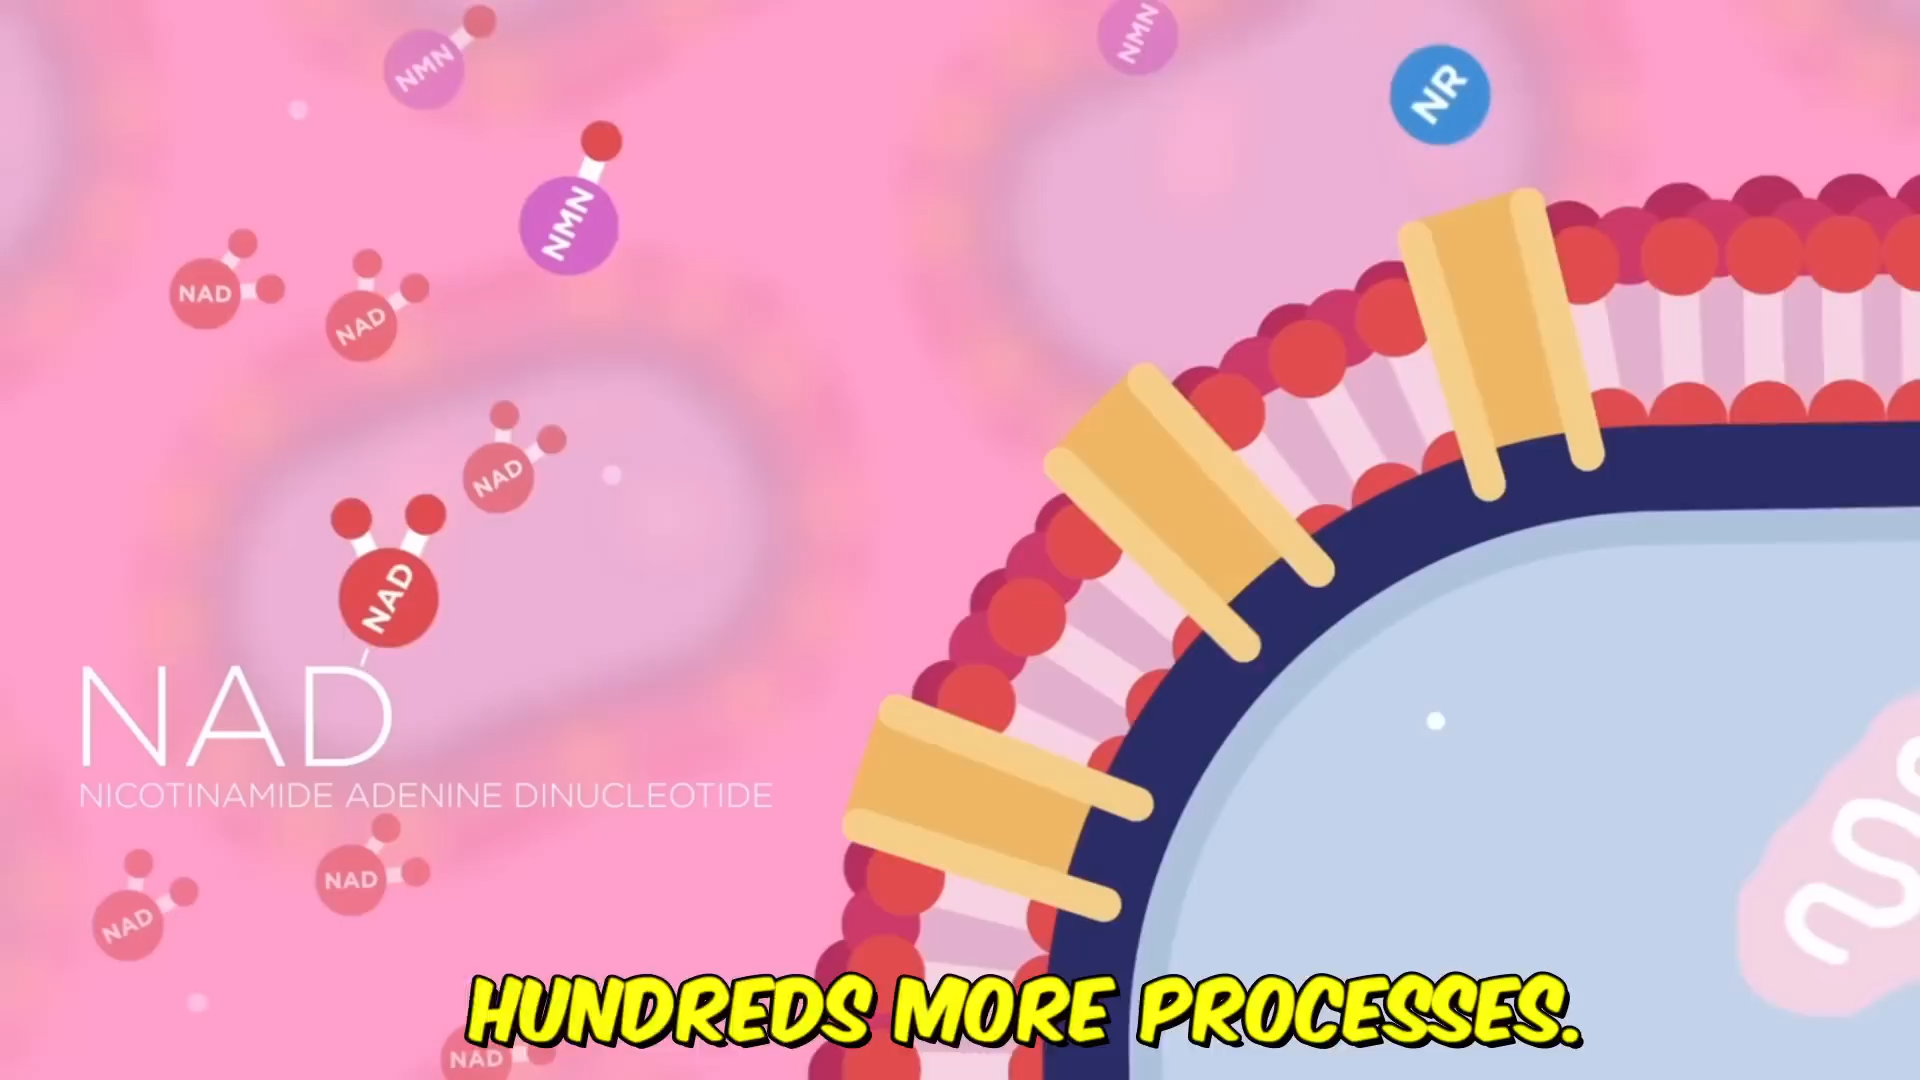 NMN
NMN
NR
NMN
NAD
NAD
NAD
NAD
NAD
NICOTINAMIDE ADENINE DINUCLEOTIDE
NAD
NAD
HUNDREDS MORE PROCESSES.
NAD